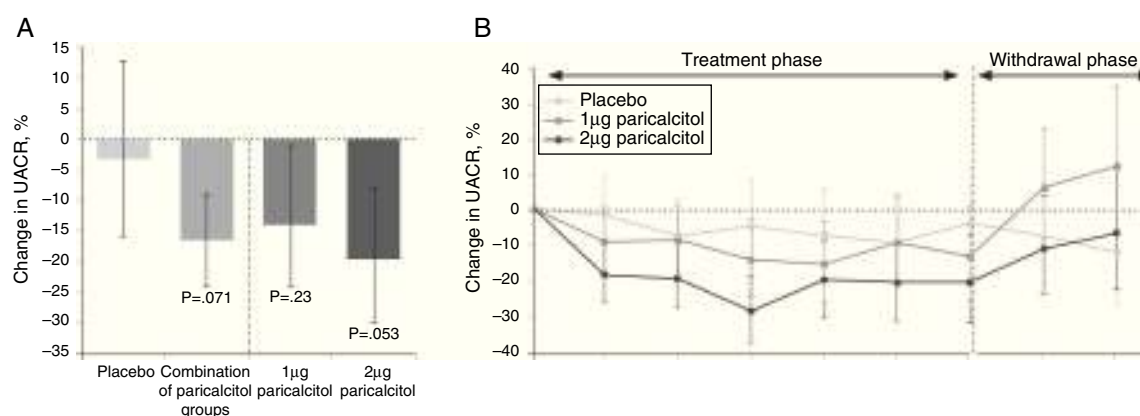 A
15
10
5
0
–5
–10
–15
–20
–25
–30
–35
Change in UACR, %
P=.071
P=.23
P=.053
Placebo
Combination of paricalcitol groups
1µg paricalcitol
2µg paricalcitol
B
40
30
20
10
0
–10
–20
–30
–40
Change in UACR, %
Treatment phase
Withdrawal phase
Placebo
1µg paricalcitol
2µg paricalcitol